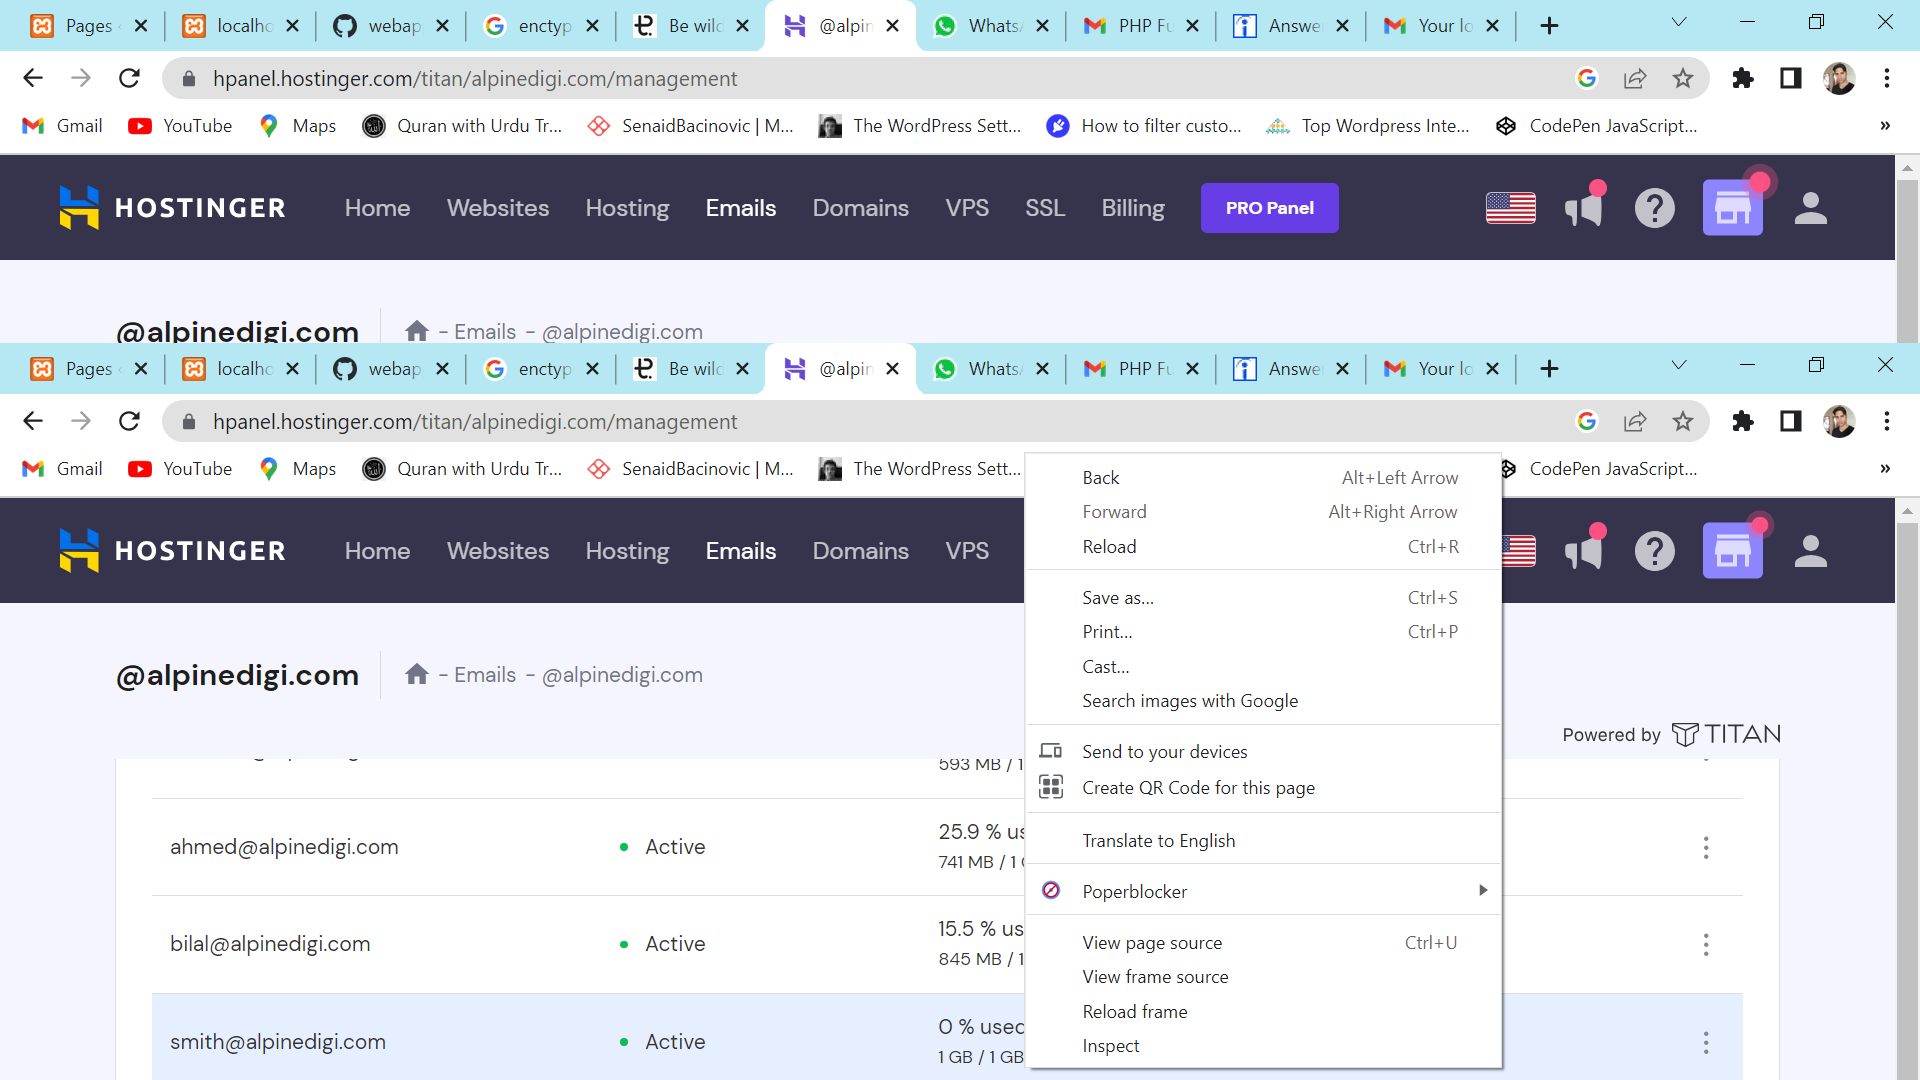 Pages
localho
webap
enctyp
Be wild
@alpin
Whats
PHP Fu
Answe
Your lo
hpanel.hostinger.com/titan/alpinedigi.com/management
Gmail
YouTube
Maps
Quran with Urdu Tr...
SenaidBacinovic | M...
The WordPress Sett...
How to filter custo...
Top Wordpress Inte...
CodePen JavaScript...
»
HOSTINGER
Home
Websites
Hosting
Emails
Domains
VPS
SSL
Billing
PRO Panel
@alpinedigi.com
- Emails - @alpinedigi.com
Pages
localho
webap
enctyp
Be wild
@alpin
Whats
PHP Fu
Answe
Your lo
hpanel.hostinger.com/titan/alpinedigi.com/management
Gmail
YouTube
Maps
Quran with Urdu Tr...
SenaidBacinovic | M...
The WordPress Sett...
CodePen JavaScript...
»
HOSTINGER
Home
Websites
Hosting
Emails
Domains
VPS
@alpinedigi.com
- Emails - @alpinedigi.com
Powered by TITAN
593 MB / 1
ahmed@alpinedigi.com
Active
25.9 % us
741 MB / 1 G
bilal@alpinedigi.com
Active
15.5 % us
845 MB / 1
smith@alpinedigi.com
Active
0 % used
1 GB / 1 GB
Back Alt+Left Arrow
Forward Alt+Right Arrow
Reload Ctrl+R
Save as... Ctrl+S
Print... Ctrl+P
Cast...
Search images with Google
Send to your devices
Create QR Code for this page
Translate to English
Poperblocker
View page source Ctrl+U
View frame source
Reload frame
Inspect